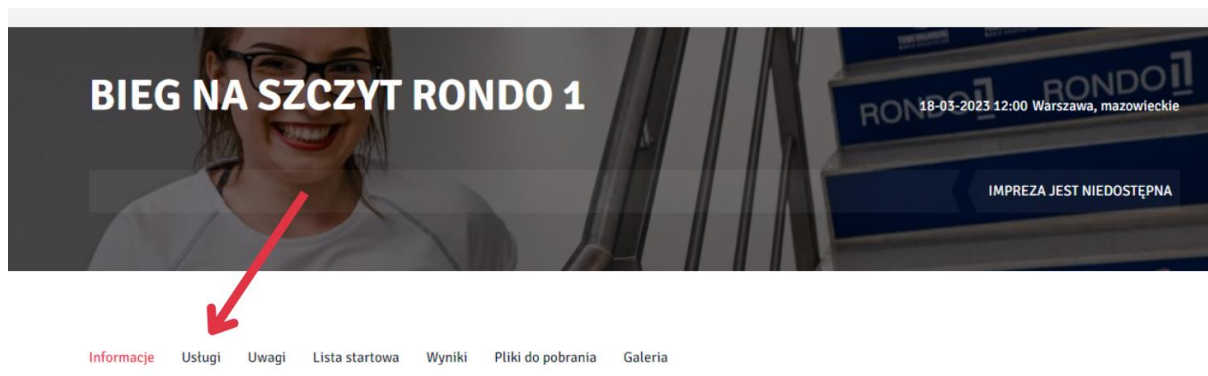 BIEG NA SZCZYT RONDO 1
18-03-2023 12:00 Warszawa, mazowieckie
RONDO 1 RONDO 1
IMPREZA JEST NIEDOSTĘPNA
Informacje Usługi Uwagi Lista startowa Wyniki Pliki do pobrania Galeria